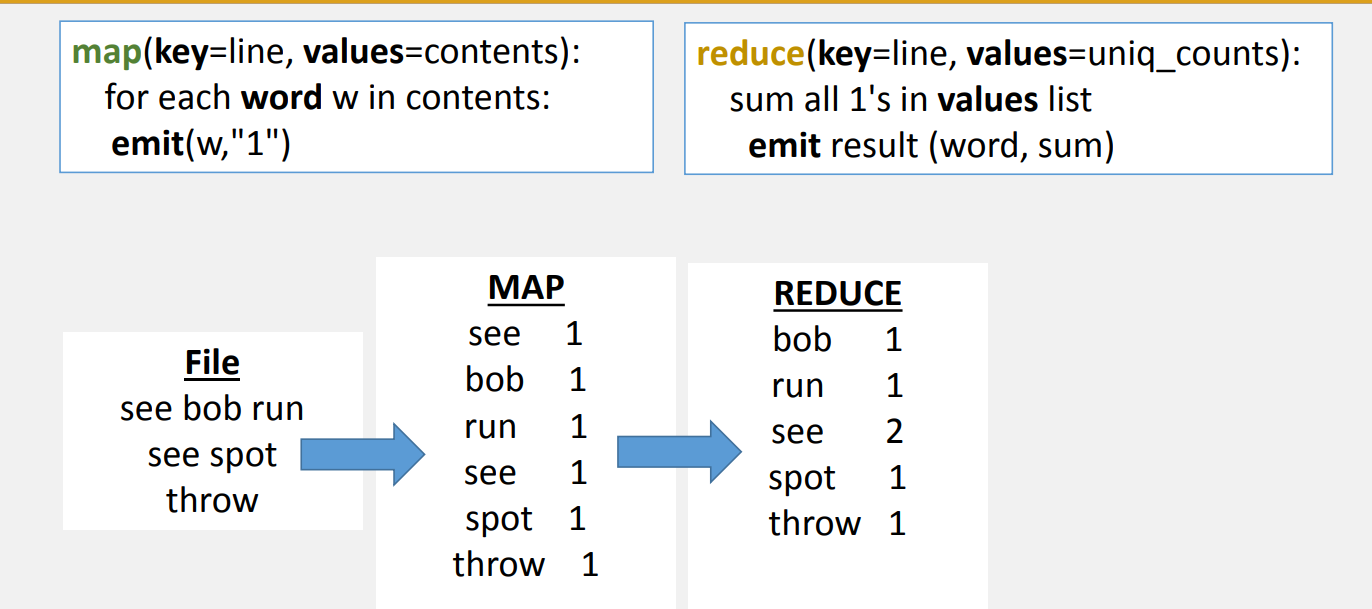 map(key=line, values=contents):
for each word w in contents:
emit(w,"1")
reduce(key=line, values=uniq_counts):
sum all 1's in values list
emit result (word, sum)
File
see bob run
see spot
throw
MAP
see 1
bob 1
run 1
see 1
spot 1
throw 1
REDUCE
bob 1
run 1
see 2
spot 1
throw 1